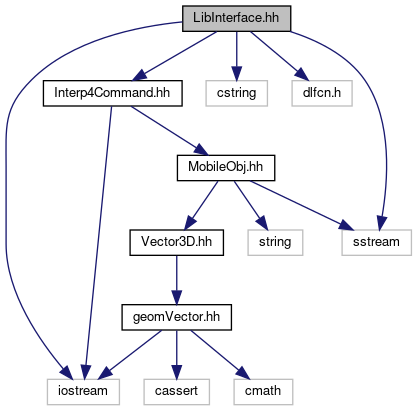 LibInterface.hh
Interp4Command.hh
cstring
dlfcn.h
MobileObj.hh
Vector3D.hh
string
sstream
geomVector.hh
iostream
cassert
cmath